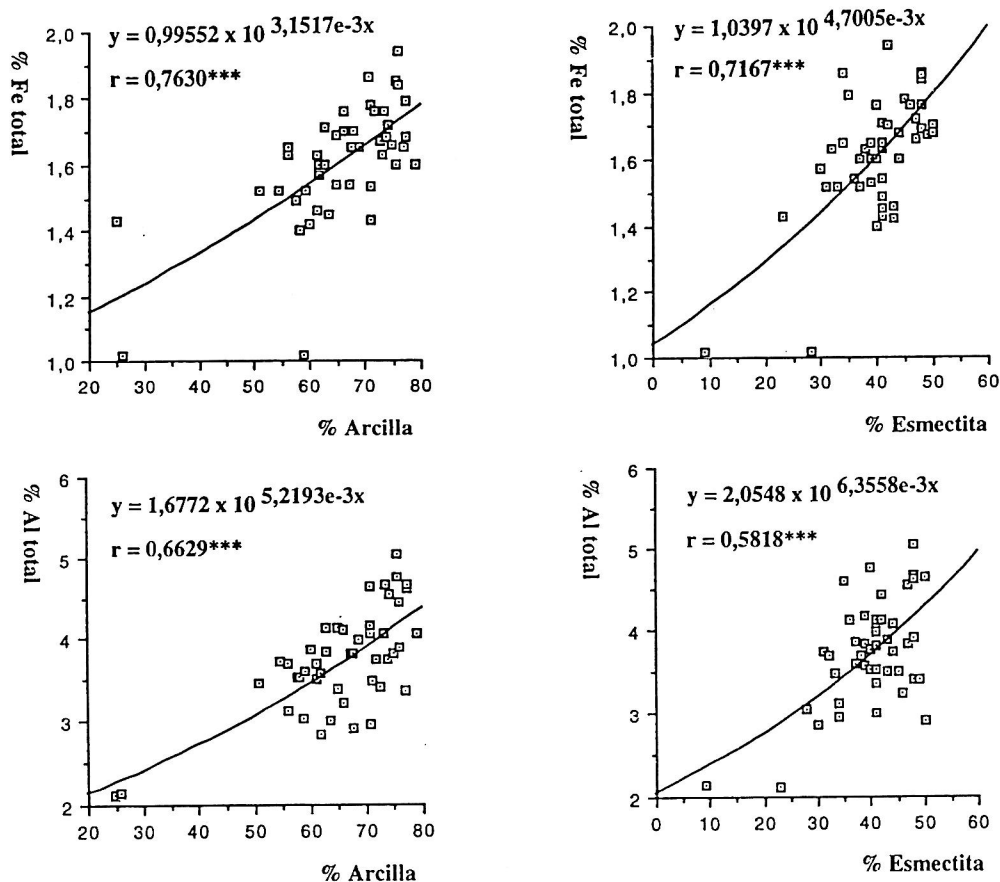 y = 0,99552 x 10 3,1517e-3x
r = 0,7630***
% Fe total
2,0
1,8
1,6
1,4
1,2
1,0
20 30 40 50 60 70 80
% Arcilla
y = 1,0397 x 10 4,7005e-3x
r = 0,7167***
% Fe total
2,0
1,8
1,6
1,4
1,2
1,0
0 10 20 30 40 50 60
% Esmectita
y = 1,6772 x 10 5,2193e-3x
r = 0,6629***
% Al total
6
5
4
3
2
20 30 40 50 60 70 80
% Arcilla
y = 2,0548 x 10 6,3558e-3x
r = 0,5818***
% Al total
6
5
4
3
2
0 10 20 30 40 50 60
% Esmectita